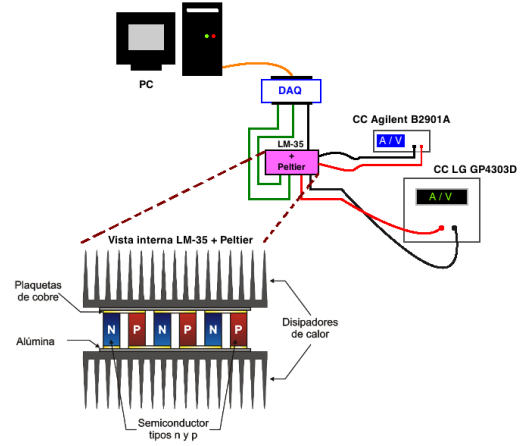 PC
DAQ
CC Agilent B2901A
A / V
LM-35
+
Peltier
CC LG GP4303D
A / V
Vista interna LM-35 + Peltier
Plaquetas
de cobre
N P N P N P
Alúmina
Disipadores
de calor
Semiconductor
tipos n y p